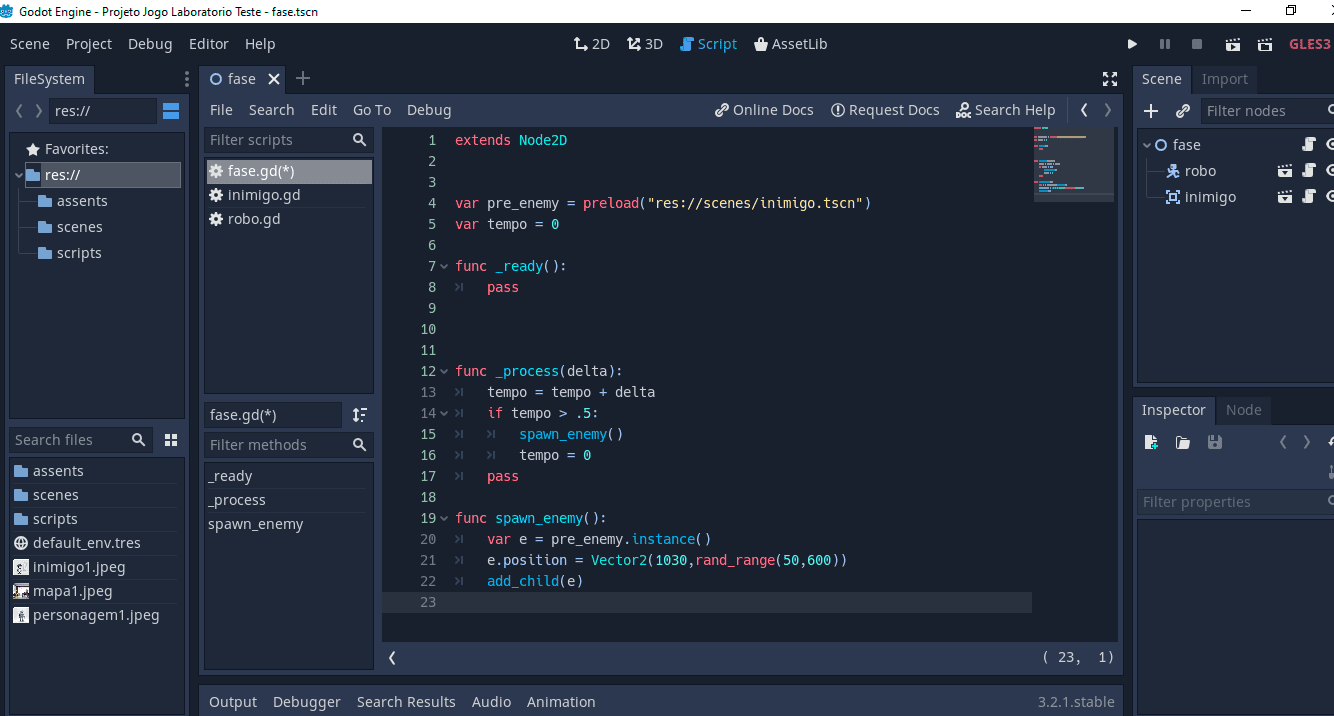 Godot Engine - Projeto Jogo Laboratorio Teste - fase.tscn
Scene Project Debug Editor Help
2D 3D Script AssetLib
GLES3
FileSystem
res://
Favorites:
res://
assents
scenes
scripts
Search files
assents
scenes
scripts
default_env.tres
inimigo1.jpeg
mapa1.jpeg
personagem1.jpeg
fase
File Search Edit Go To Debug
Online Docs Request Docs Search Help
Filter scripts
fase.gd(*)
inimigo.gd
robo.gd
fase.gd(*)
Filter methods
_ready
_process
spawn_enemy
1 extends Node2D
2
3
4 var pre_enemy = preload("res://scenes/inimigo.tscn")
5 var tempo = 0
6
7 func _ready():
8 pass
9
10
11
12 func _process(delta):
13 tempo = tempo + delta
14 if tempo > .5:
15 spawn_enemy()
16 tempo = 0
17 pass
18
19 func spawn_enemy():
20 var e = pre_enemy.instance()
21 e.position = Vector2(1030,rand_range(50,600))
22 add_child(e)
23
( 23, 1)
Output Debugger Search Results Audio Animation
3.2.1.stable
Scene Import
Filter nodes
fase
robo
inimigo
Inspector Node
Filter properties